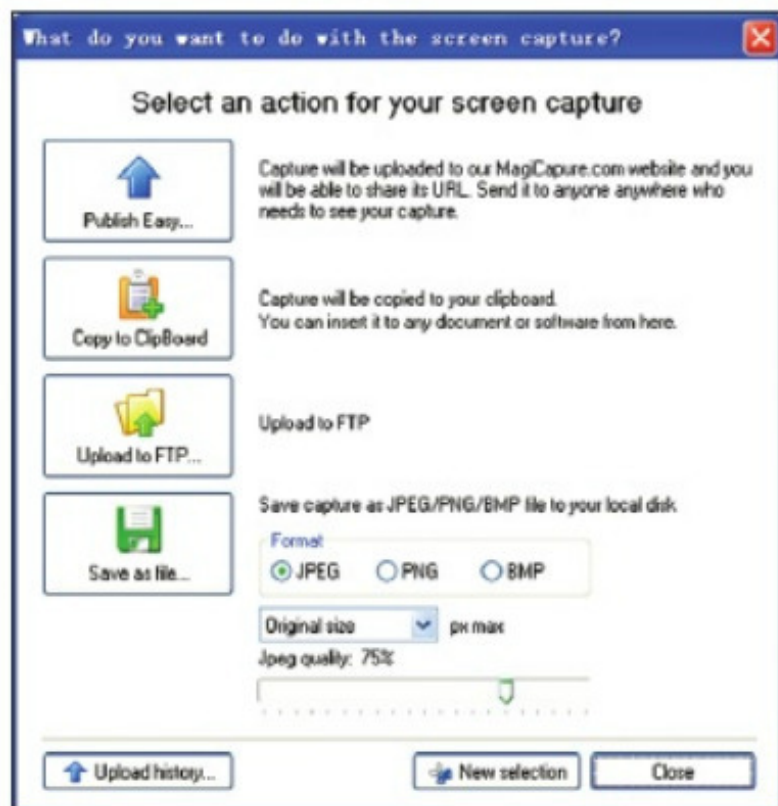 What do you want to do with the screen capture?
Select an action for your screen capture
Publish Easy...
Capture will be uploaded to our MagiCapure.com website and you
will be able to share its URL. Send it to anyone anywhere who
needs to see your capture.
Copy to ClipBoard
Capture will be copied to your clipboard.
You can insert it to any document or software from here.
Upload to FTP...
Upload to FTP
Save as file...
Save capture as JPEG/PNG/BMP file to your local disk
Format
JPEG PNG BMP
Original size px max
Jpeg quality: 75%
Upload history... New selection Close